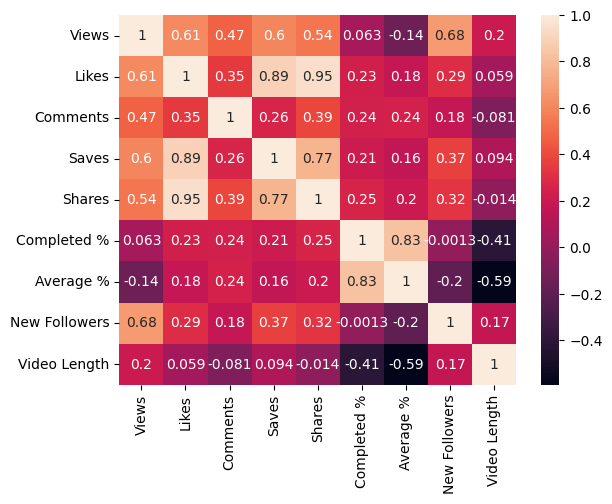 Views 1 0.61 0.47 0.6 0.54 0.063 -0.14 0.68 0.2
Likes 0.61 1 0.35 0.89 0.95 0.23 0.18 0.29 0.059
Comments 0.47 0.35 1 0.26 0.39 0.24 0.24 0.18 -0.081
Saves 0.6 0.89 0.26 1 0.77 0.21 0.16 0.37 0.094
Shares 0.54 0.95 0.39 0.77 1 0.25 0.2 0.32 -0.014
Completed % 0.063 0.23 0.24 0.21 0.25 1 0.83 -0.0013 -0.41
Average % -0.14 0.18 0.24 0.16 0.2 0.83 1 -0.2 -0.59
New Followers 0.68 0.29 0.18 0.37 0.32 -0.0013 -0.2 1 0.17
Video Length 0.2 0.059 -0.081 0.094 -0.014 -0.41 -0.59 0.17 1
Views
Likes
Comments
Saves
Shares
Completed %
Average %
New Followers
Video Length
1.0
0.8
0.6
0.4
0.2
0.0
−0.2
−0.4